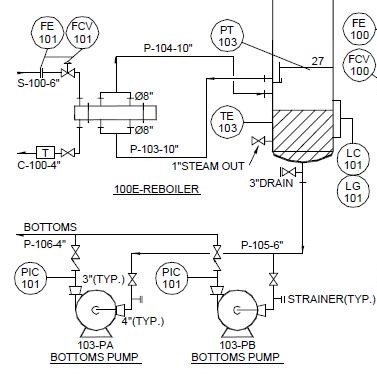 FE
101
FCV
101
PT
103
FE
100
FCV
100
27
P-104-10"
S-100-6"
Ø8"
Ø8"
TE
103
T
C-100-4"
P-103-10"
1"STEAM OUT
100E-REBOILER
3"DRAIN
LC
101
LG
101
BOTTOMS
P-106-4"
P-105-6"
PIC
101
3"(TYP.)
PIC
101
STRAINER(TYP.)
4"(TYP.)
103-PA
BOTTOMS PUMP
103-PB
BOTTOMS PUMP